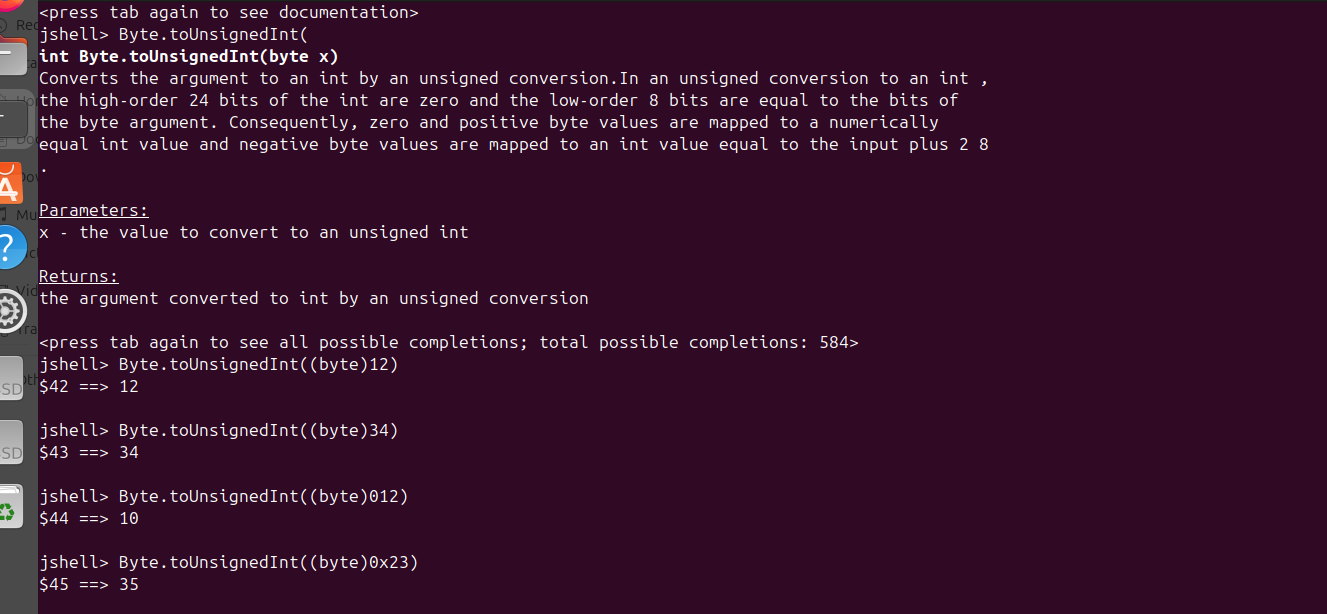 <press tab again to see documentation>
jshell> Byte.toUnsignedInt(
int Byte.toUnsignedInt(byte x)
Converts the argument to an int by an unsigned conversion.In an unsigned conversion to an int ,
the high-order 24 bits of the int are zero and the low-order 8 bits are equal to the bits of
the byte argument. Consequently, zero and positive byte values are mapped to a numerically
equal int value and negative byte values are mapped to an int value equal to the input plus 2 8
.
Parameters:
x - the value to convert to an unsigned int
Returns:
the argument converted to int by an unsigned conversion
<press tab again to see all possible completions; total possible completions: 584>
jshell> Byte.toUnsignedInt((byte)12)
$42 ==> 12
jshell> Byte.toUnsignedInt((byte)34)
$43 ==> 34
jshell> Byte.toUnsignedInt((byte)012)
$44 ==> 10
jshell> Byte.toUnsignedInt((byte)0x23)
$45 ==> 35